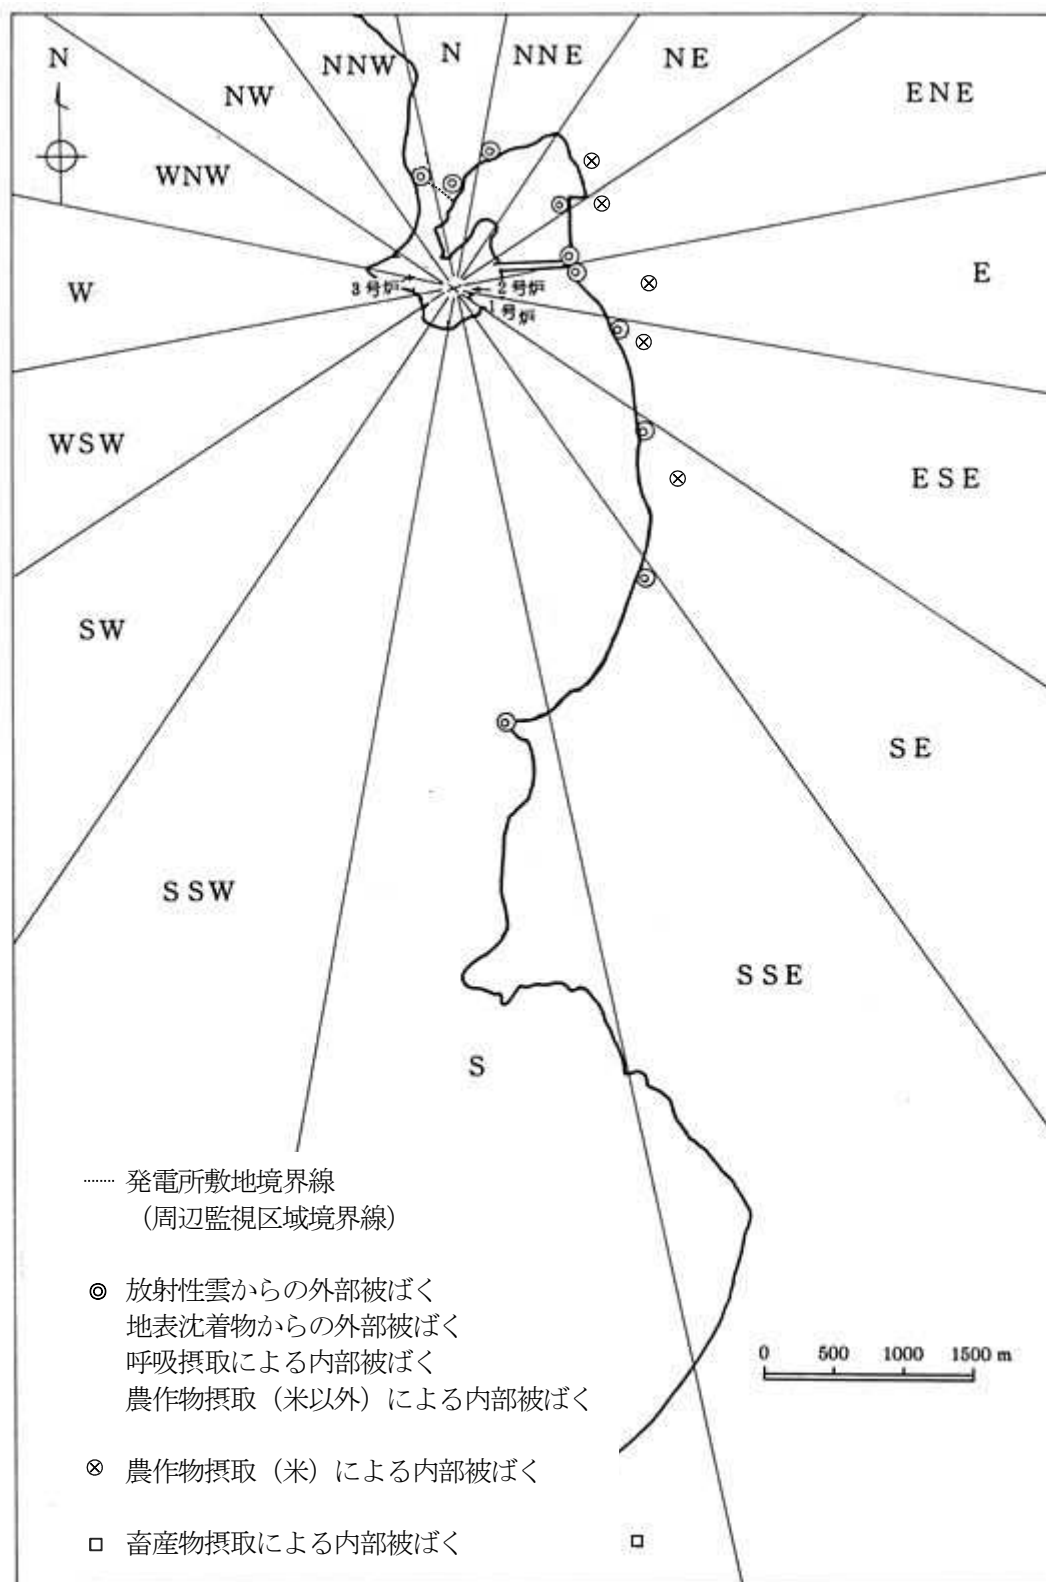 N
NNW
N
NNE
NE
NW
ENE
WNW
W
E
3号炉
2号炉
1号炉
WSW
ESE
SW
SE
SSW
SSE
S
発電所敷地境界線
（周辺監視区域境界線）
◎ 放射性雲からの外部被ばく
地表沈着物からの外部被ばく
呼吸摂取による内部被ばく
農作物摂取（米以外）による内部被ばく
0 500 1000 1500 m
⊗ 農作物摂取（米）による内部被ばく
□ 畜産物摂取による内部被ばく